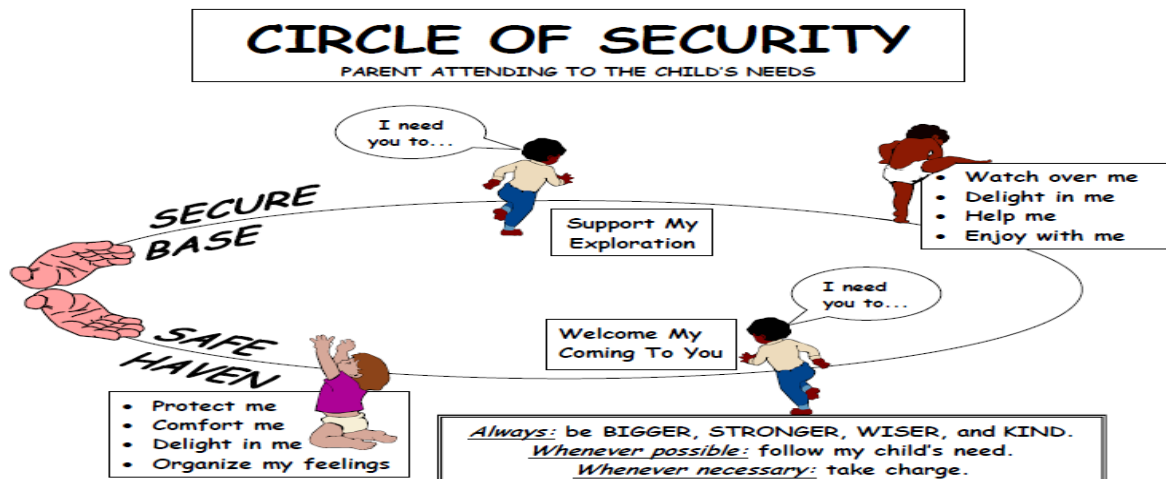 CIRCLE OF SECURITY
PARENT ATTENDING TO THE CHILD'S NEEDS
I need
you to...
SECURE
BASE
Support My
Exploration
• Watch over me
• Delight in me
• Help me
• Enjoy with me
I need
you to...
Welcome My
Coming To You
SAFE
HAVEN
• Protect me
• Comfort me
• Delight in me
• Organize my feelings
Always: be BIGGER, STRONGER, WISER, and KIND.
Whenever possible: follow my child's need.
Whenever necessary: take charge.